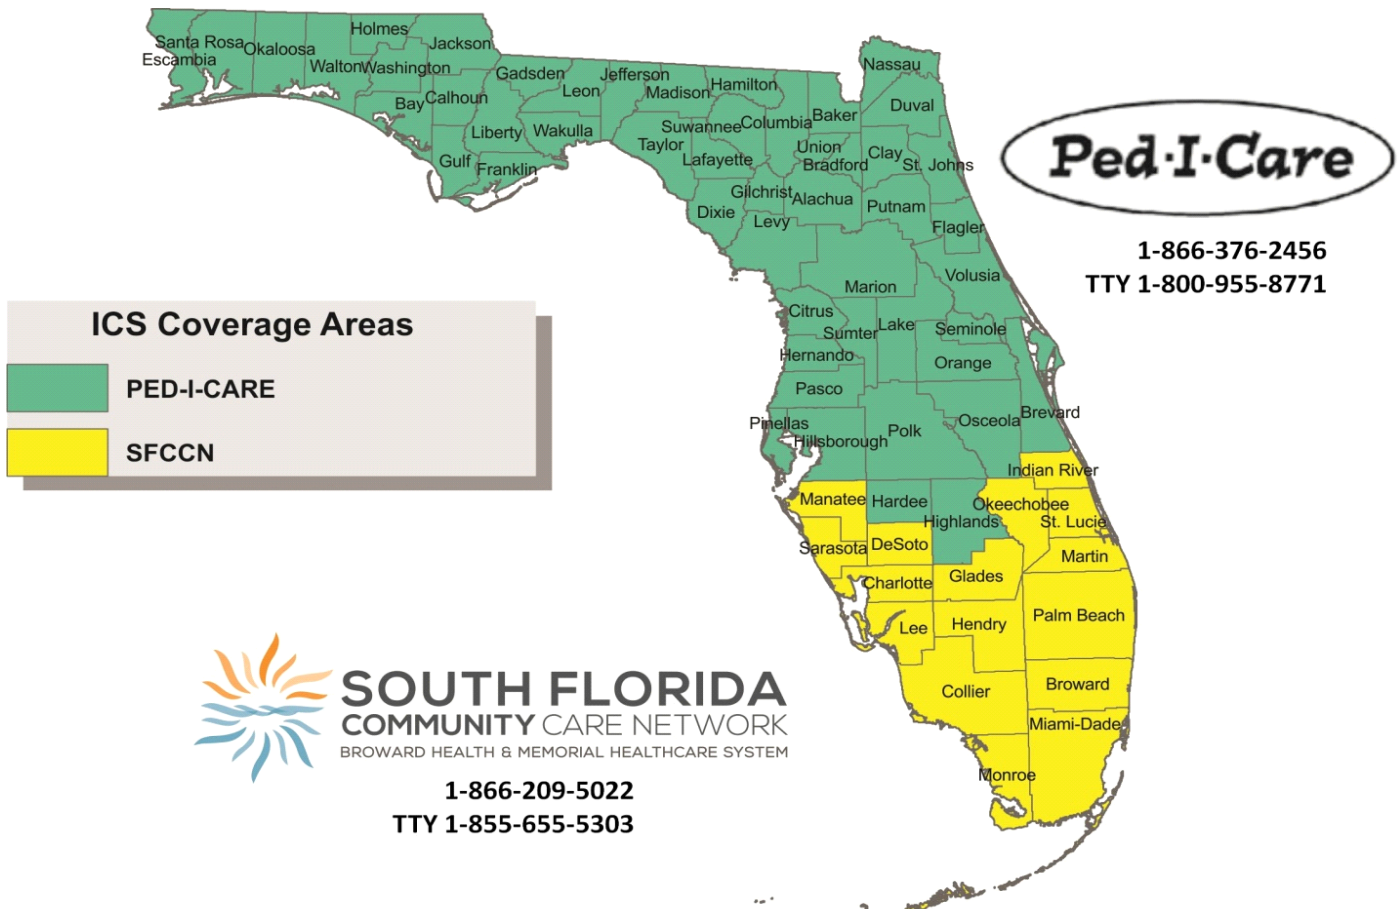 Holmes
Santa Rosa
Okaloosa
Jackson
Escambia
Walton
Washington
Gadsden
Jefferson
Leon
Madison
Hamilton
Nassau
Bay
Calhoun
Baker
Duval
Liberty
Wakulla
Suwannee
Columbia
Taylor
Union
Clay
Gulf
Franklin
Lafayette
Bradford
St. Johns
Gilchrist
Alachua
Dixie
Putnam
Levy
Flagler
Ped·I·Care
1-866-376-2456
TTY 1-800-955-8771
Marion
Volusia
Citrus
Sumter
Lake
Seminole
Hernando
Orange
Pasco
Pinellas
Hillsborough
Polk
Osceola
Brevard
ICS Coverage Areas
PED-I-CARE
SFCCN
Indian River
Manatee
Hardee
Okeechobee
Highlands
St. Lucie
Sarasota
DeSoto
Martin
Charlotte
Glades
Palm Beach
Lee
Hendry
Collier
Broward
Miami-Dade
Monroe
SOUTH FLORIDA
COMMUNITY CARE NETWORK
BROWARD HEALTH & MEMORIAL HEALTHCARE SYSTEM
1-866-209-5022
TTY 1-855-655-5303